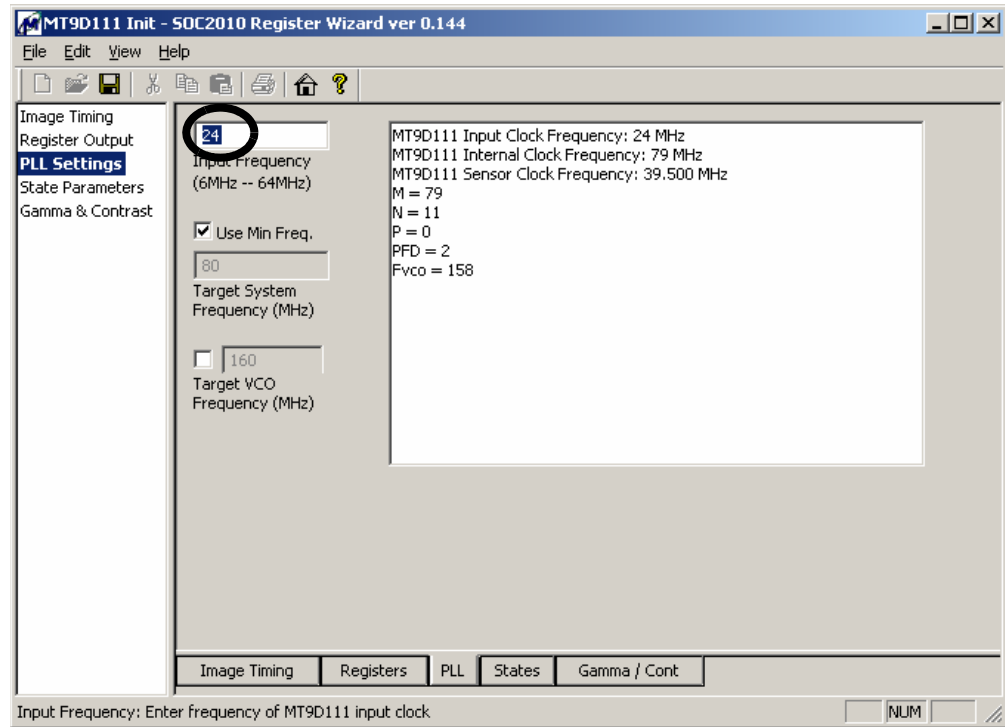 MT9D111 Init - SOC2010 Register Wizard ver 0.144
File Edit View Help
Image Timing
Register Output
PLL Settings
State Parameters
Gamma & Contrast
24
Input Frequency
(6MHz -- 64MHz)
Use Min Freq.
80
Target System
Frequency (MHz)
160
Target VCO
Frequency (MHz)
MT9D111 Input Clock Frequency: 24 MHz
MT9D111 Internal Clock Frequency: 79 MHz
MT9D111 Sensor Clock Frequency: 39.500 MHz
M = 79
N = 11
P = 0
PFD = 2
Fvco = 158
Image Timing Registers PLL States Gamma / Cont
Input Frequency: Enter frequency of MT9D111 input clock NUM